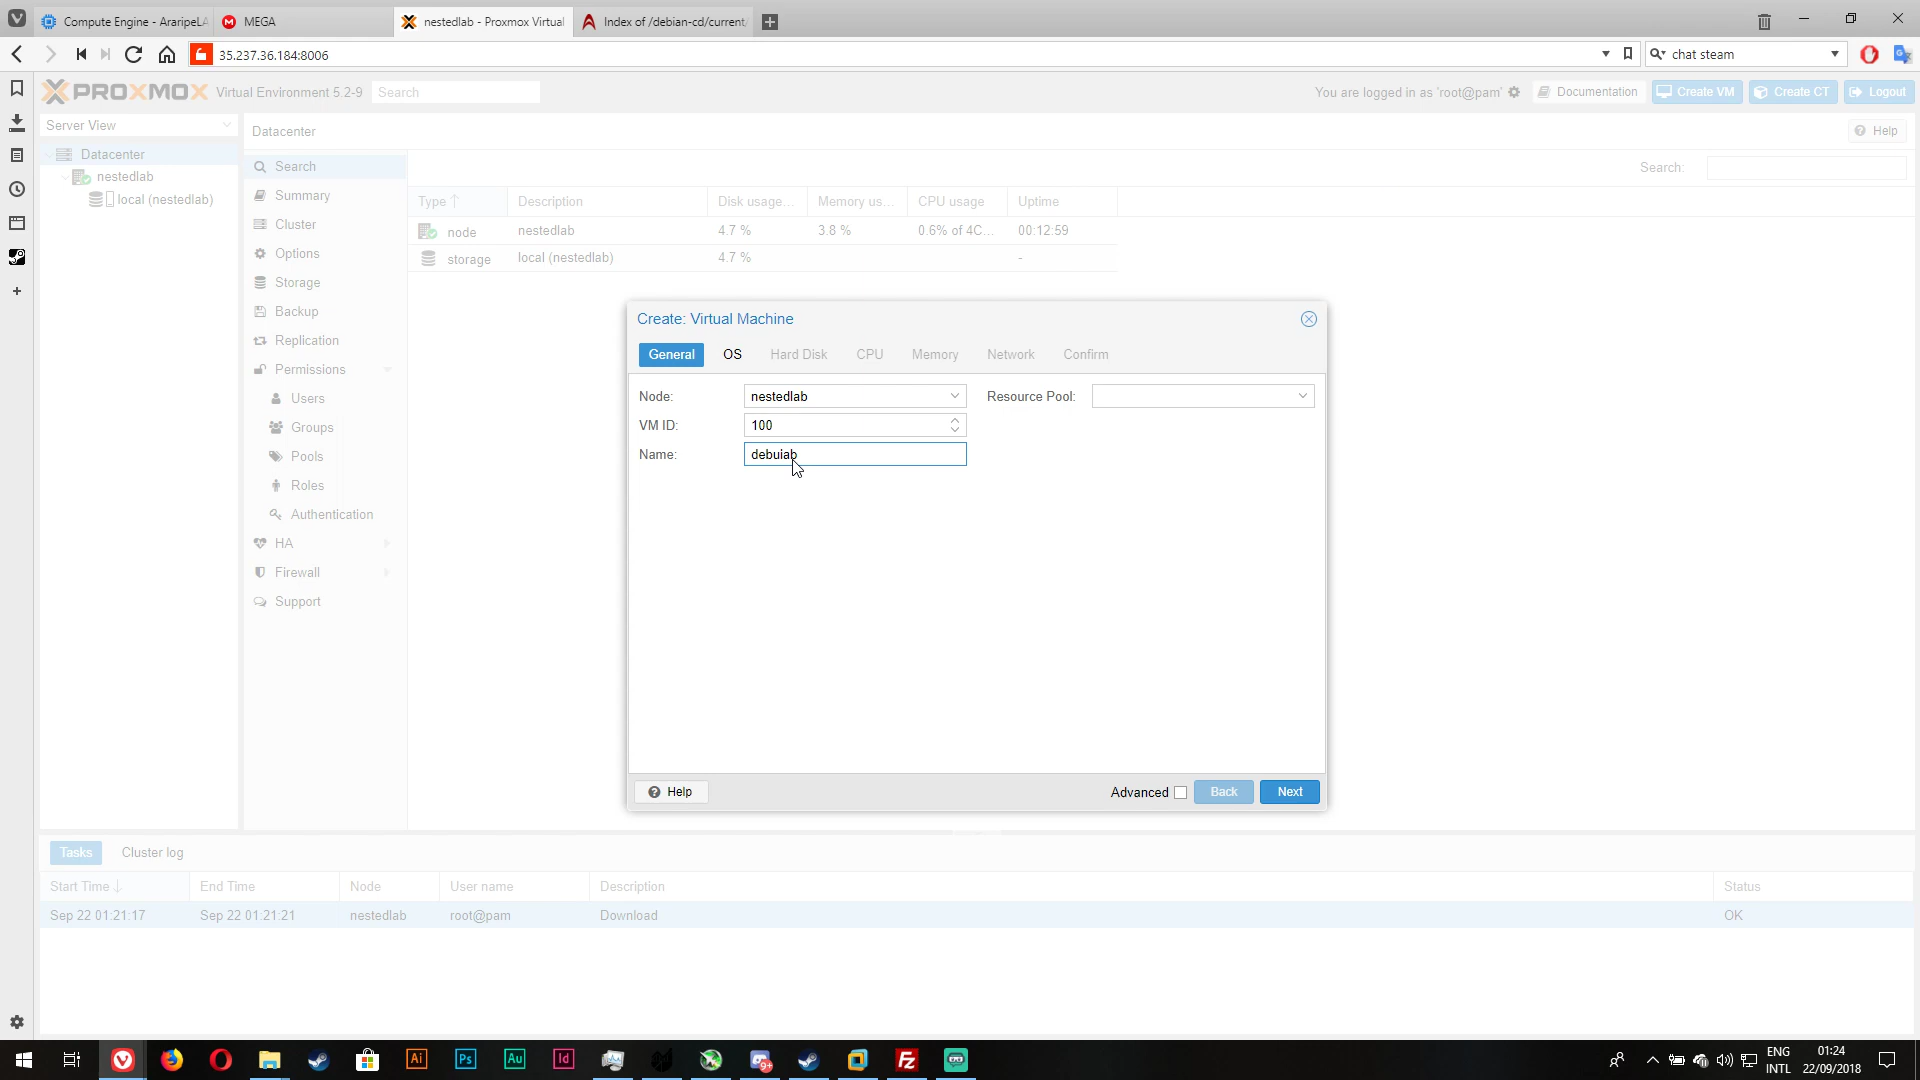 Compute Engine - AraripeLA
MEGA
nestedlab - Proxmox Virtual
Index of /debian-cd/current
35.237.36.184:8006
chat steam
PROXMOX Virtual Environment 5.2-9
Search
You are logged in as 'root@pam'
Documentation
Create VM
Create CT
Logout
Server View
Datacenter
nestedlab
local (nestedlab)
Datacenter
Help
Search
Summary
Cluster
Options
Storage
Backup
Replication
Permissions
Users
Groups
Pools
Roles
Authentication
HA
Firewall
Support
Search:
Type Description Disk usage... Memory us... CPU usage Uptime
node nestedlab 4.7 % 3.8 % 0.6% of 4C... 00:12:59
storage local (nestedlab) 4.7 % -
Create: Virtual Machine
General OS Hard Disk CPU Memory Network Confirm
Node: nestedlab Resource Pool:
VM ID: 100
Name: debuiab
Help Advanced Back Next
Tasks Cluster log
Start Time End Time Node User name Description Status
Sep 22 01:21:17 Sep 22 01:21:21 nestedlab root@pam Download OK
Ai Ps Au Id
ENG
INTL
01:24
22/09/2018